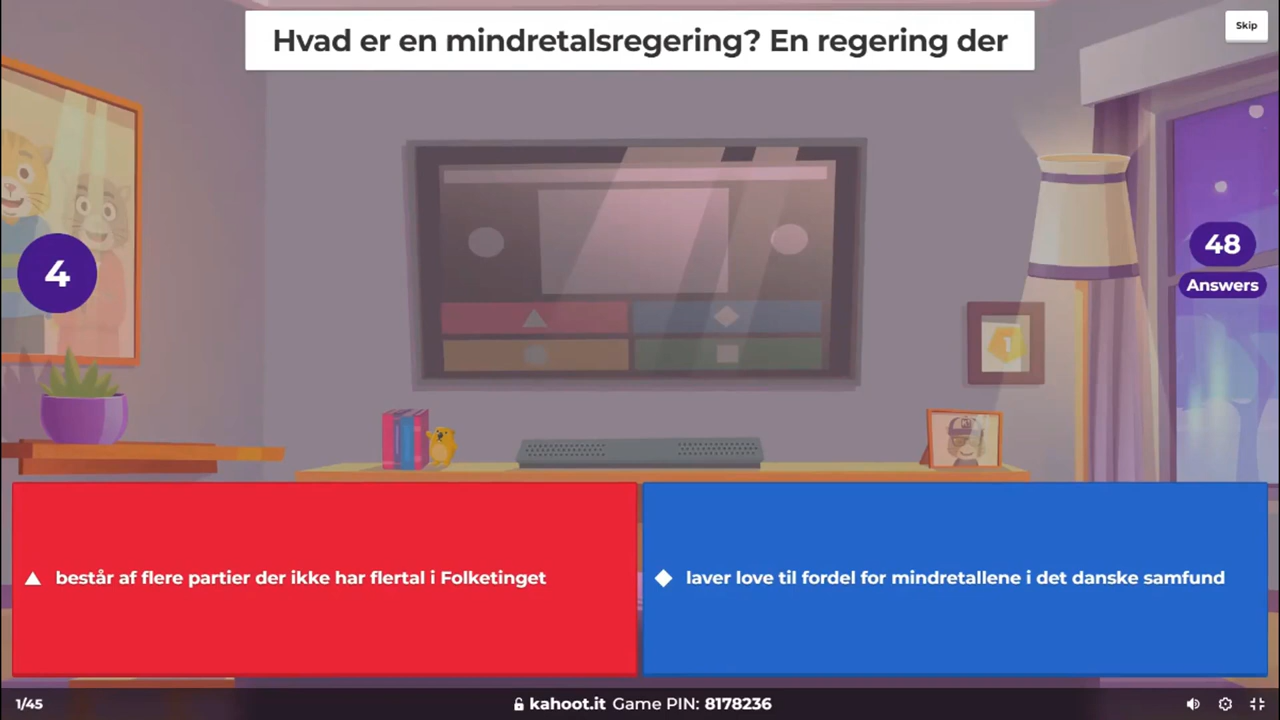 Hvad er en mindretalsregering? En regering der
Skip
4
48
Answers
1
består af flere partier der ikke har flertal i Folketinget
laver love til fordel for mindretallene i det danske samfund
1/45
kahoot.it Game PIN: 8178236